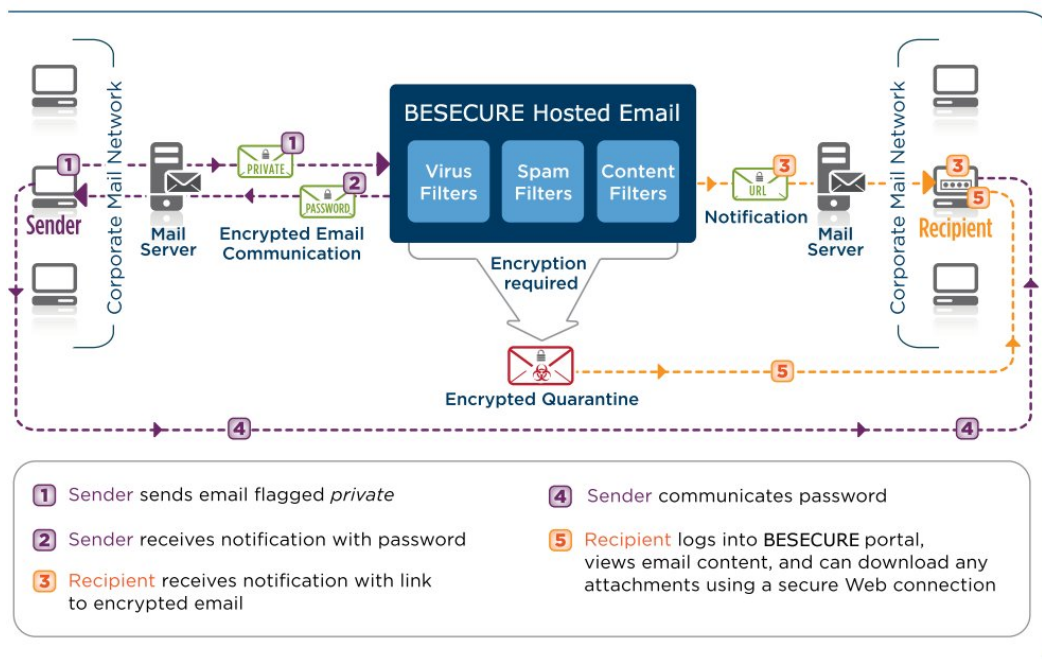 BESECURE Hosted Email
Virus
Filters
Spam
Filters
Content
Filters
Corporate Mail Network
1
Sender
Mail
Server
1
PRIVATE
2
PASSWORD
Encrypted Email
Communication
3
URL
Notification
Mail
Server
3
5
Recipient
Corporate Mail Network
Encryption
required
Encrypted Quarantine
5
4
4
1 Sender sends email flagged private
2 Sender receives notification with password
3 Recipient receives notification with link
to encrypted email
4 Sender communicates password
5 Recipient logs into BESECURE portal,
views email content, and can download any
attachments using a secure Web connection